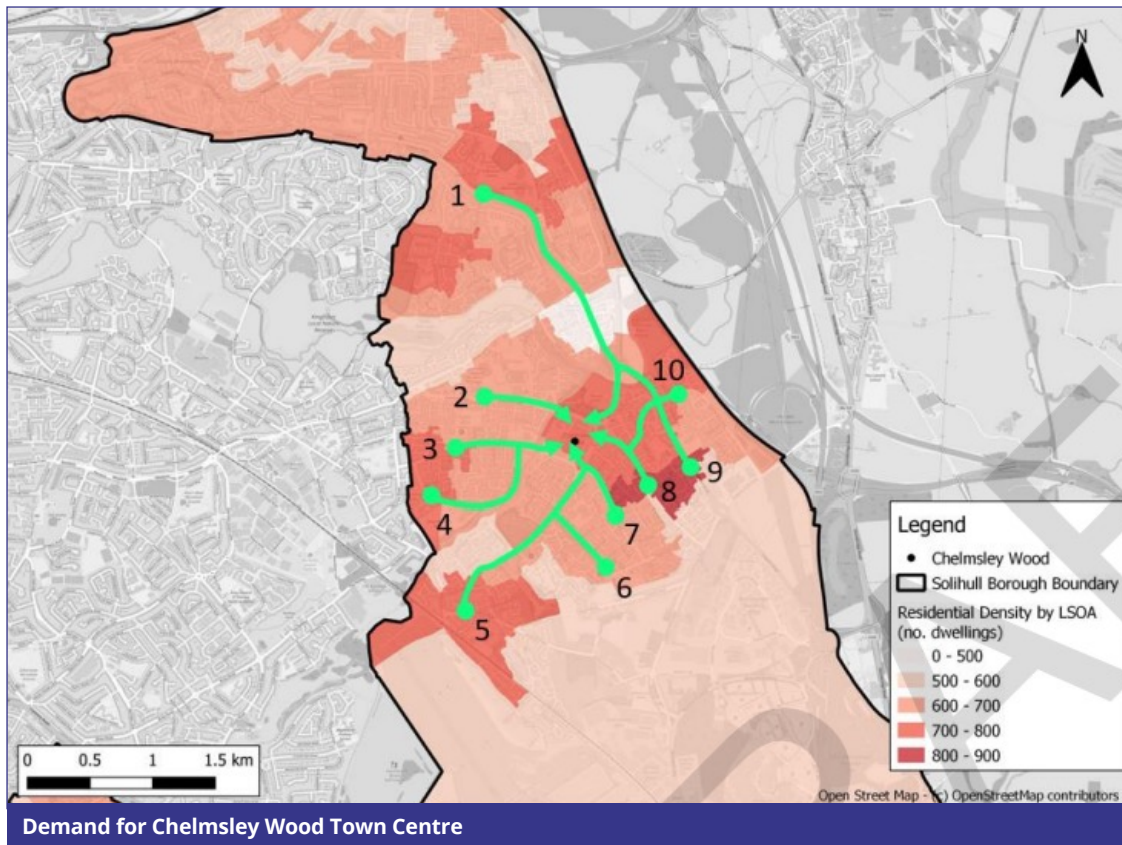 N
1
10
2
3
9
4
8
7
6
5
Legend
Chelmsley Wood
Solihull Borough Boundary
Residential Density by LSOA
(no. dwellings)
0 - 500
500 - 600
600 - 700
700 - 800
800 - 900
0 0.5 1 1.5 km
Open Street Map - (c) OpenStreetMap contributors
Demand for Chelmsley Wood Town Centre